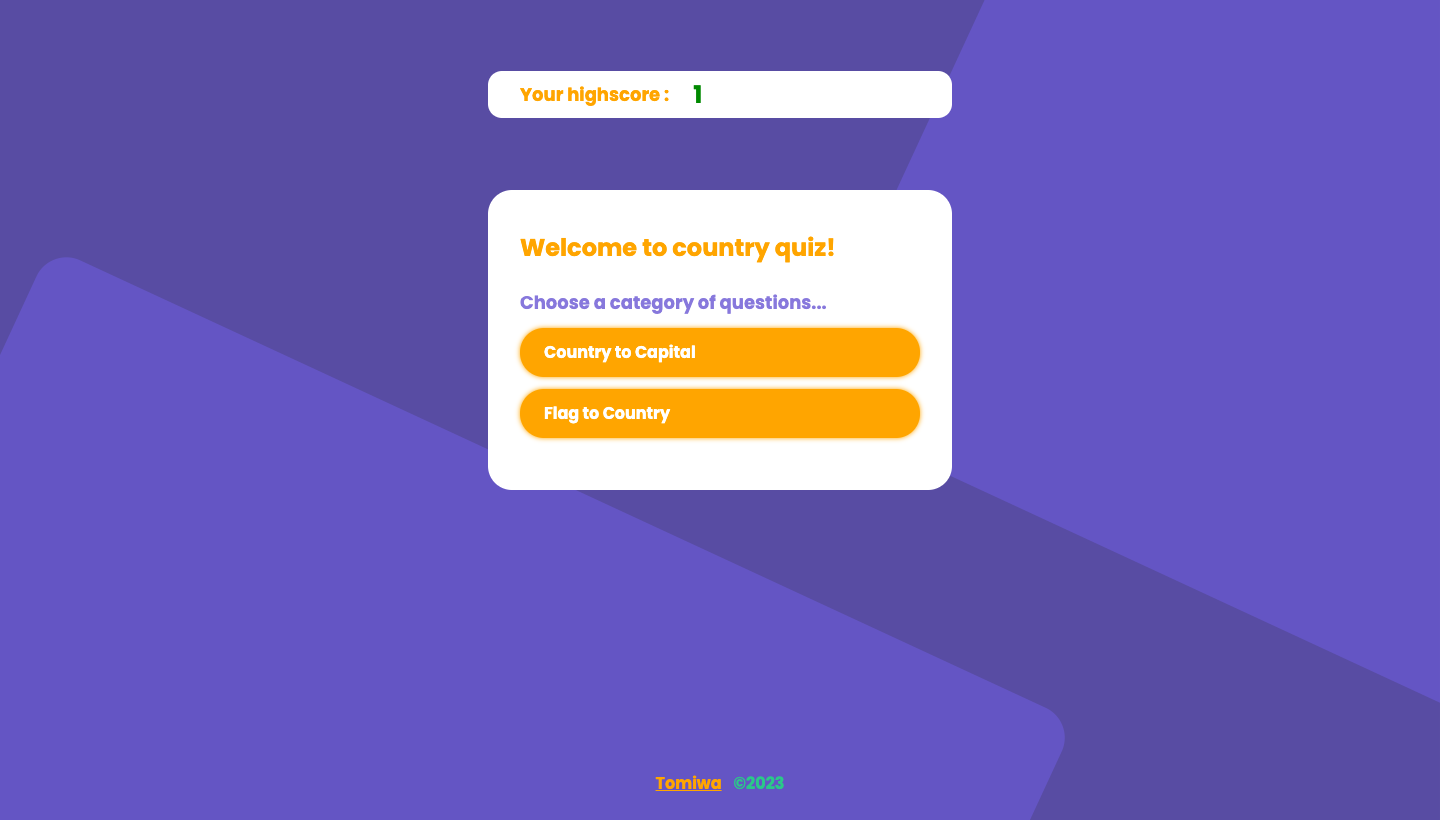 Your highscore : 1
Welcome to country quiz!
Choose a category of questions...
Country to Capital
Flag to Country
Tomiwa ©2023